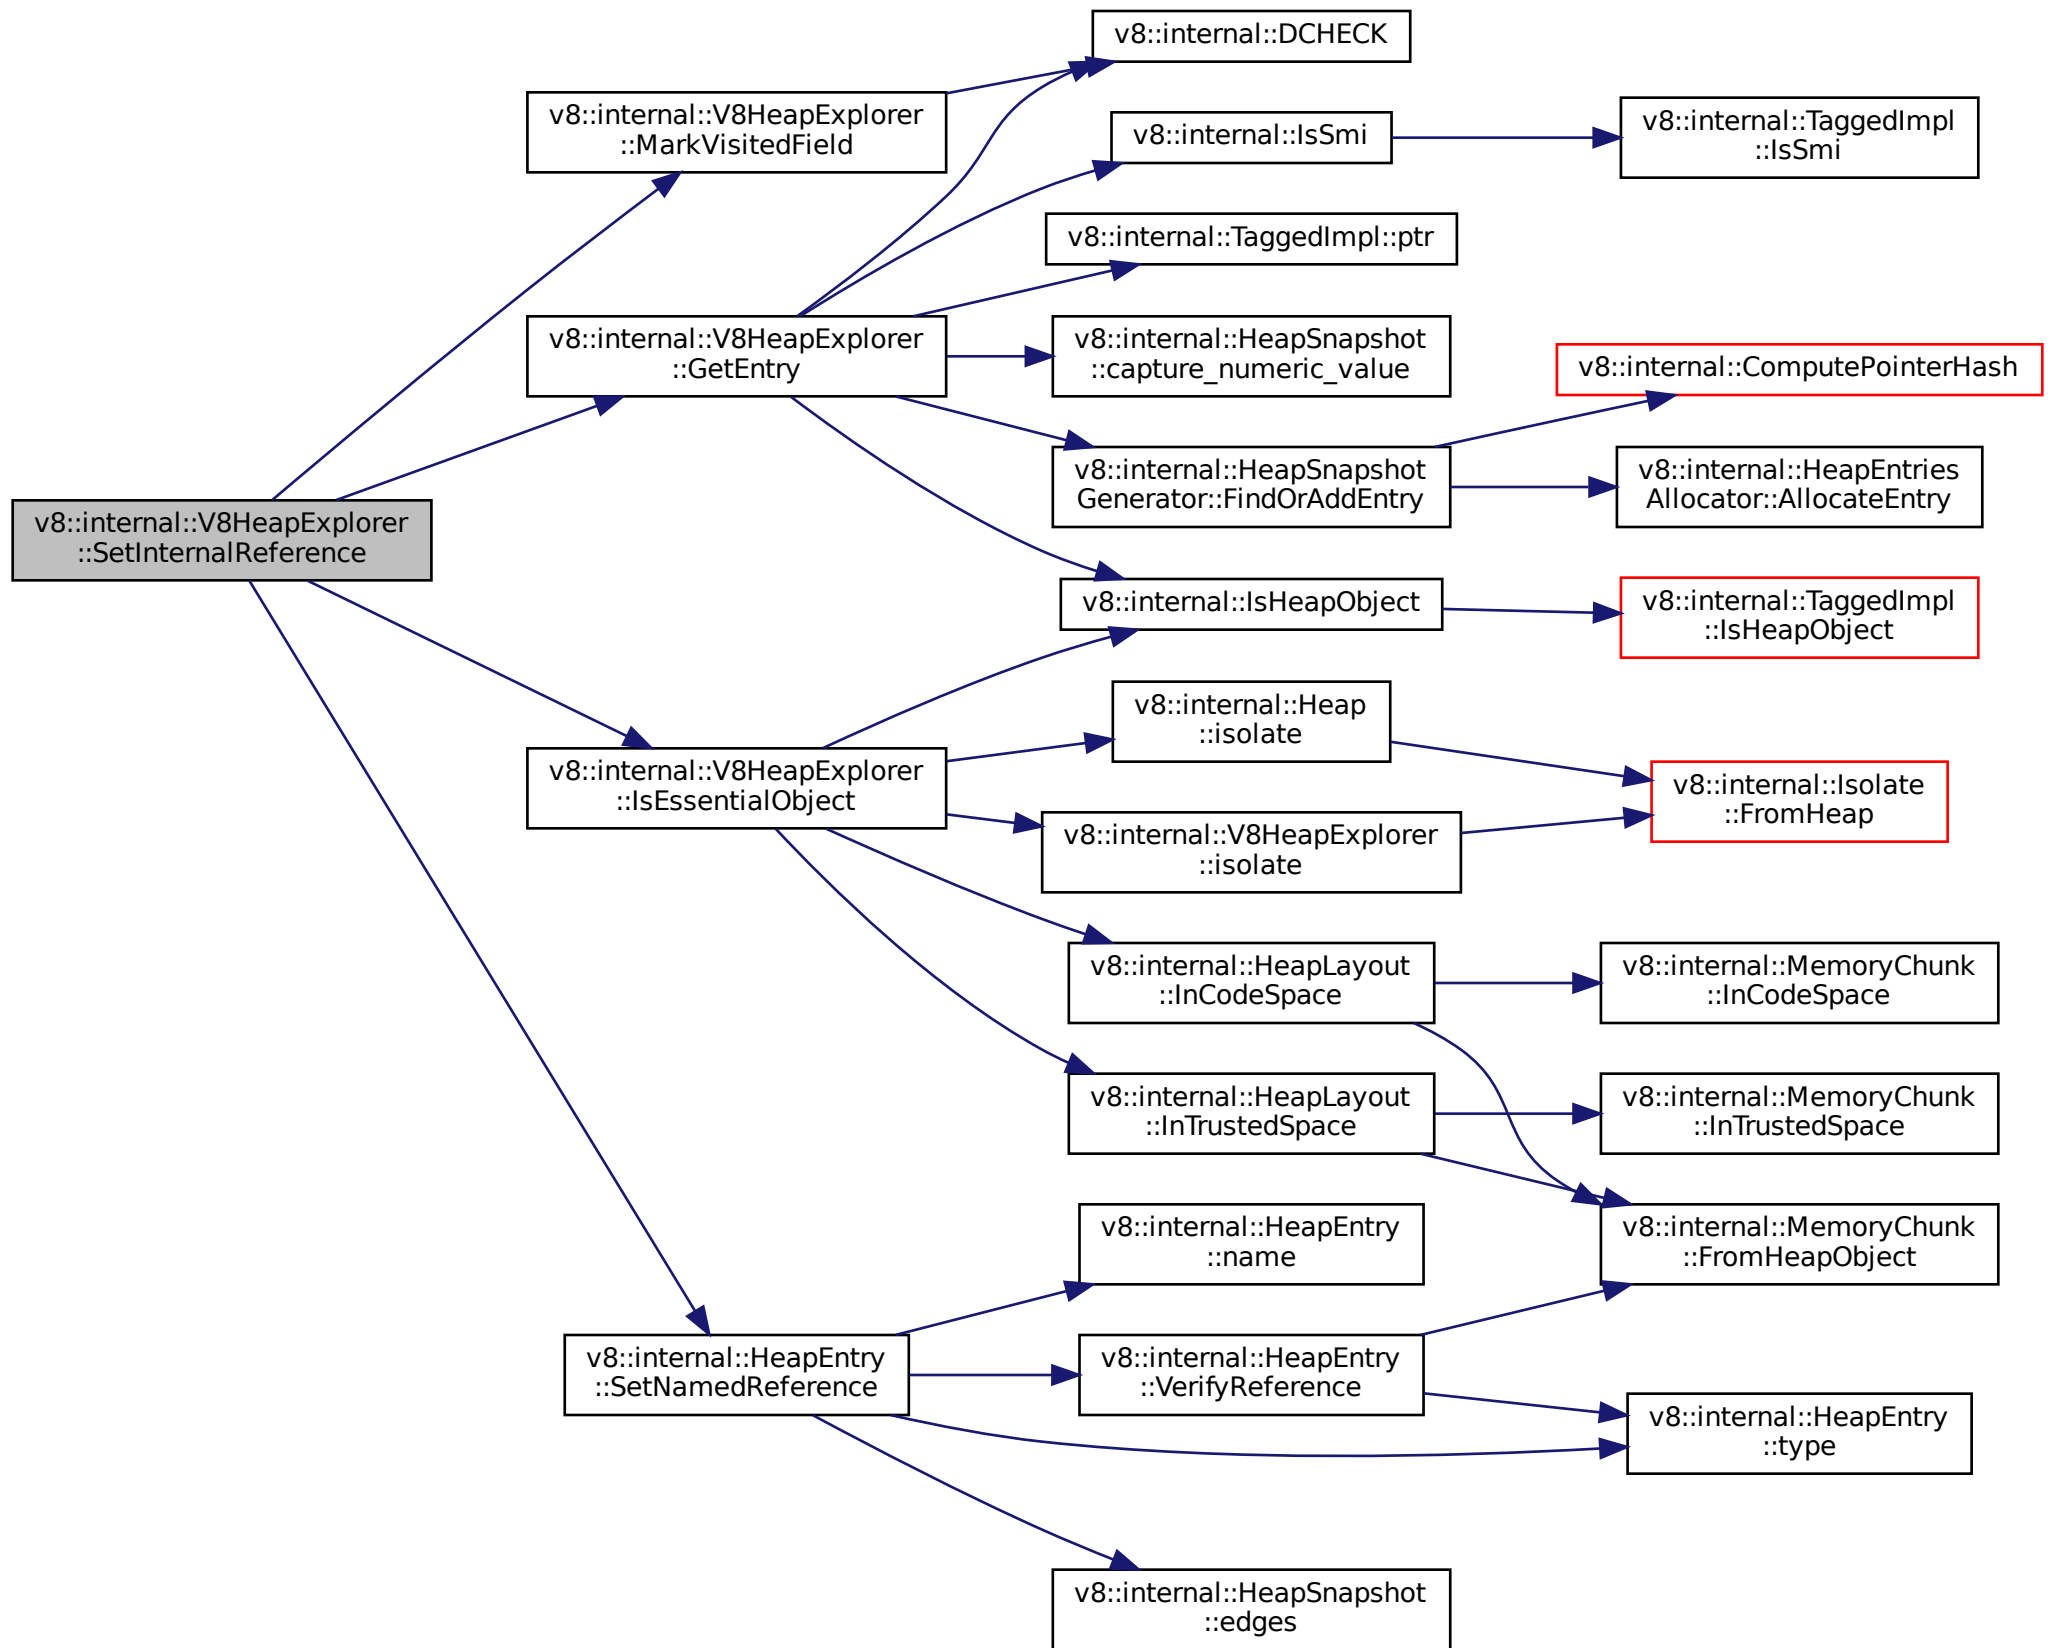 v8::internal::DCHECK
v8::internal::V8HeapExplorer
::MarkVisitedField
v8::internal::IsSmi
v8::internal::TaggedImpl
::IsSmi
v8::internal::TaggedImpl::ptr
v8::internal::V8HeapExplorer
::GetEntry
v8::internal::HeapSnapshot
::capture_numeric_value
v8::internal::ComputePointerHash
v8::internal::HeapSnapshot
Generator::FindOrAddEntry
v8::internal::HeapEntries
Allocator::AllocateEntry
v8::internal::V8HeapExplorer
::SetInternalReference
v8::internal::IsHeapObject
v8::internal::TaggedImpl
::IsHeapObject
v8::internal::Heap
::isolate
v8::internal::V8HeapExplorer
::IsEssentialObject
v8::internal::Isolate
::FromHeap
v8::internal::V8HeapExplorer
::isolate
v8::internal::HeapLayout
::InCodeSpace
v8::internal::MemoryChunk
::InCodeSpace
v8::internal::HeapLayout
::InTrustedSpace
v8::internal::MemoryChunk
::InTrustedSpace
v8::internal::HeapEntry
::name
v8::internal::MemoryChunk
::FromHeapObject
v8::internal::HeapEntry
::SetNamedReference
v8::internal::HeapEntry
::VerifyReference
v8::internal::HeapEntry
::type
v8::internal::HeapSnapshot
::edges